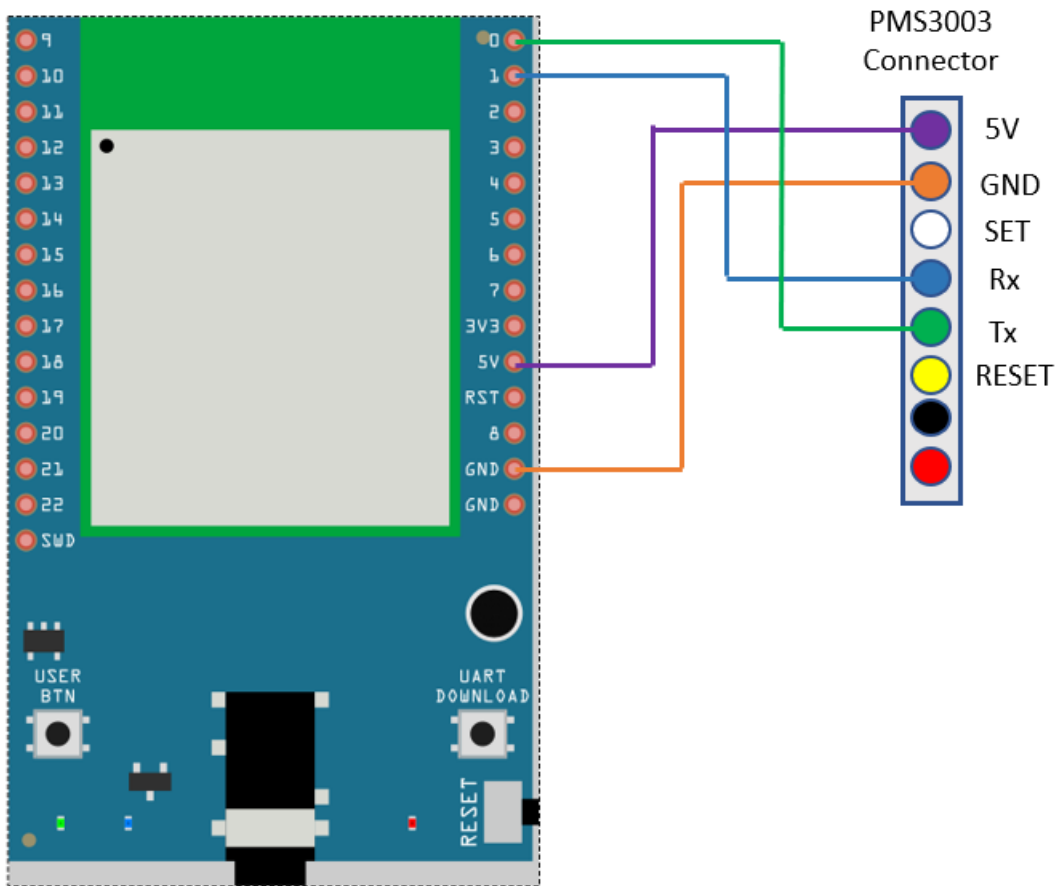 9
10
11
12
13
14
15
16
17
18
19
20
21
22
SWD
0
1
2
3
4
5
6
7
3V3
5V
RST
8
GND
GND
USER
BTN
UART
DOWNLOAD
RESET
PMS3003
Connector
5V
GND
SET
Rx
Tx
RESET